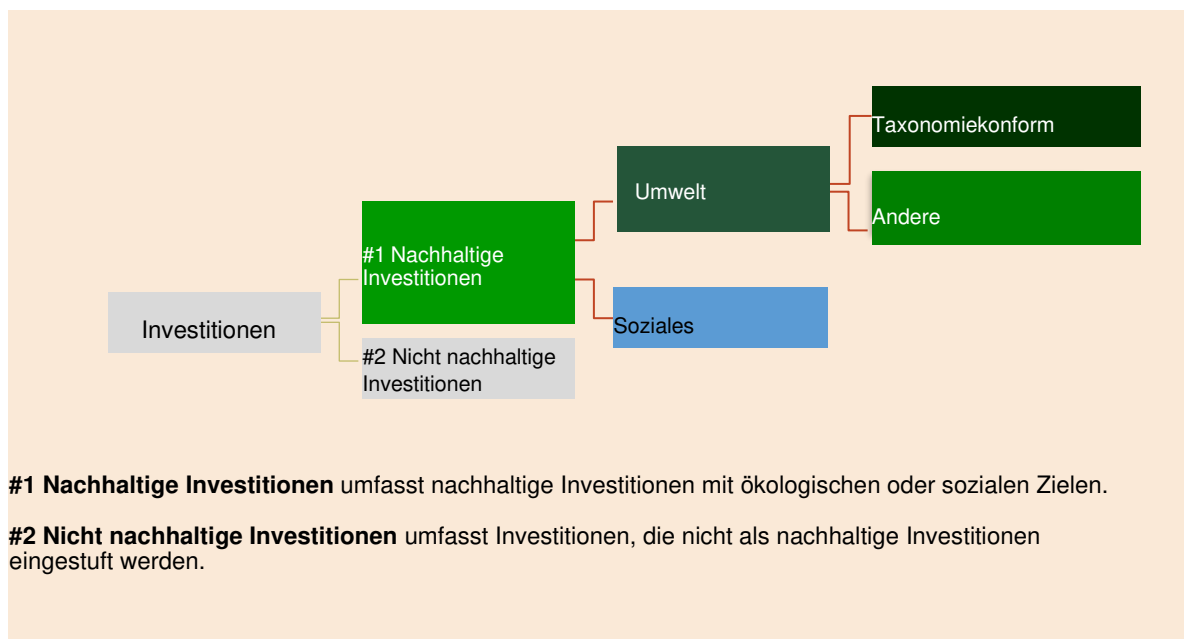 Taxonomiekonform
Umwelt
Andere
#1 Nachhaltige
Investitionen
Investitionen
Soziales
#2 Nicht nachhaltige
Investitionen
#1 Nachhaltige Investitionen umfasst nachhaltige Investitionen mit ökologischen oder sozialen Zielen.
#2 Nicht nachhaltige Investitionen umfasst Investitionen, die nicht als nachhaltige Investitionen
eingestuft werden.